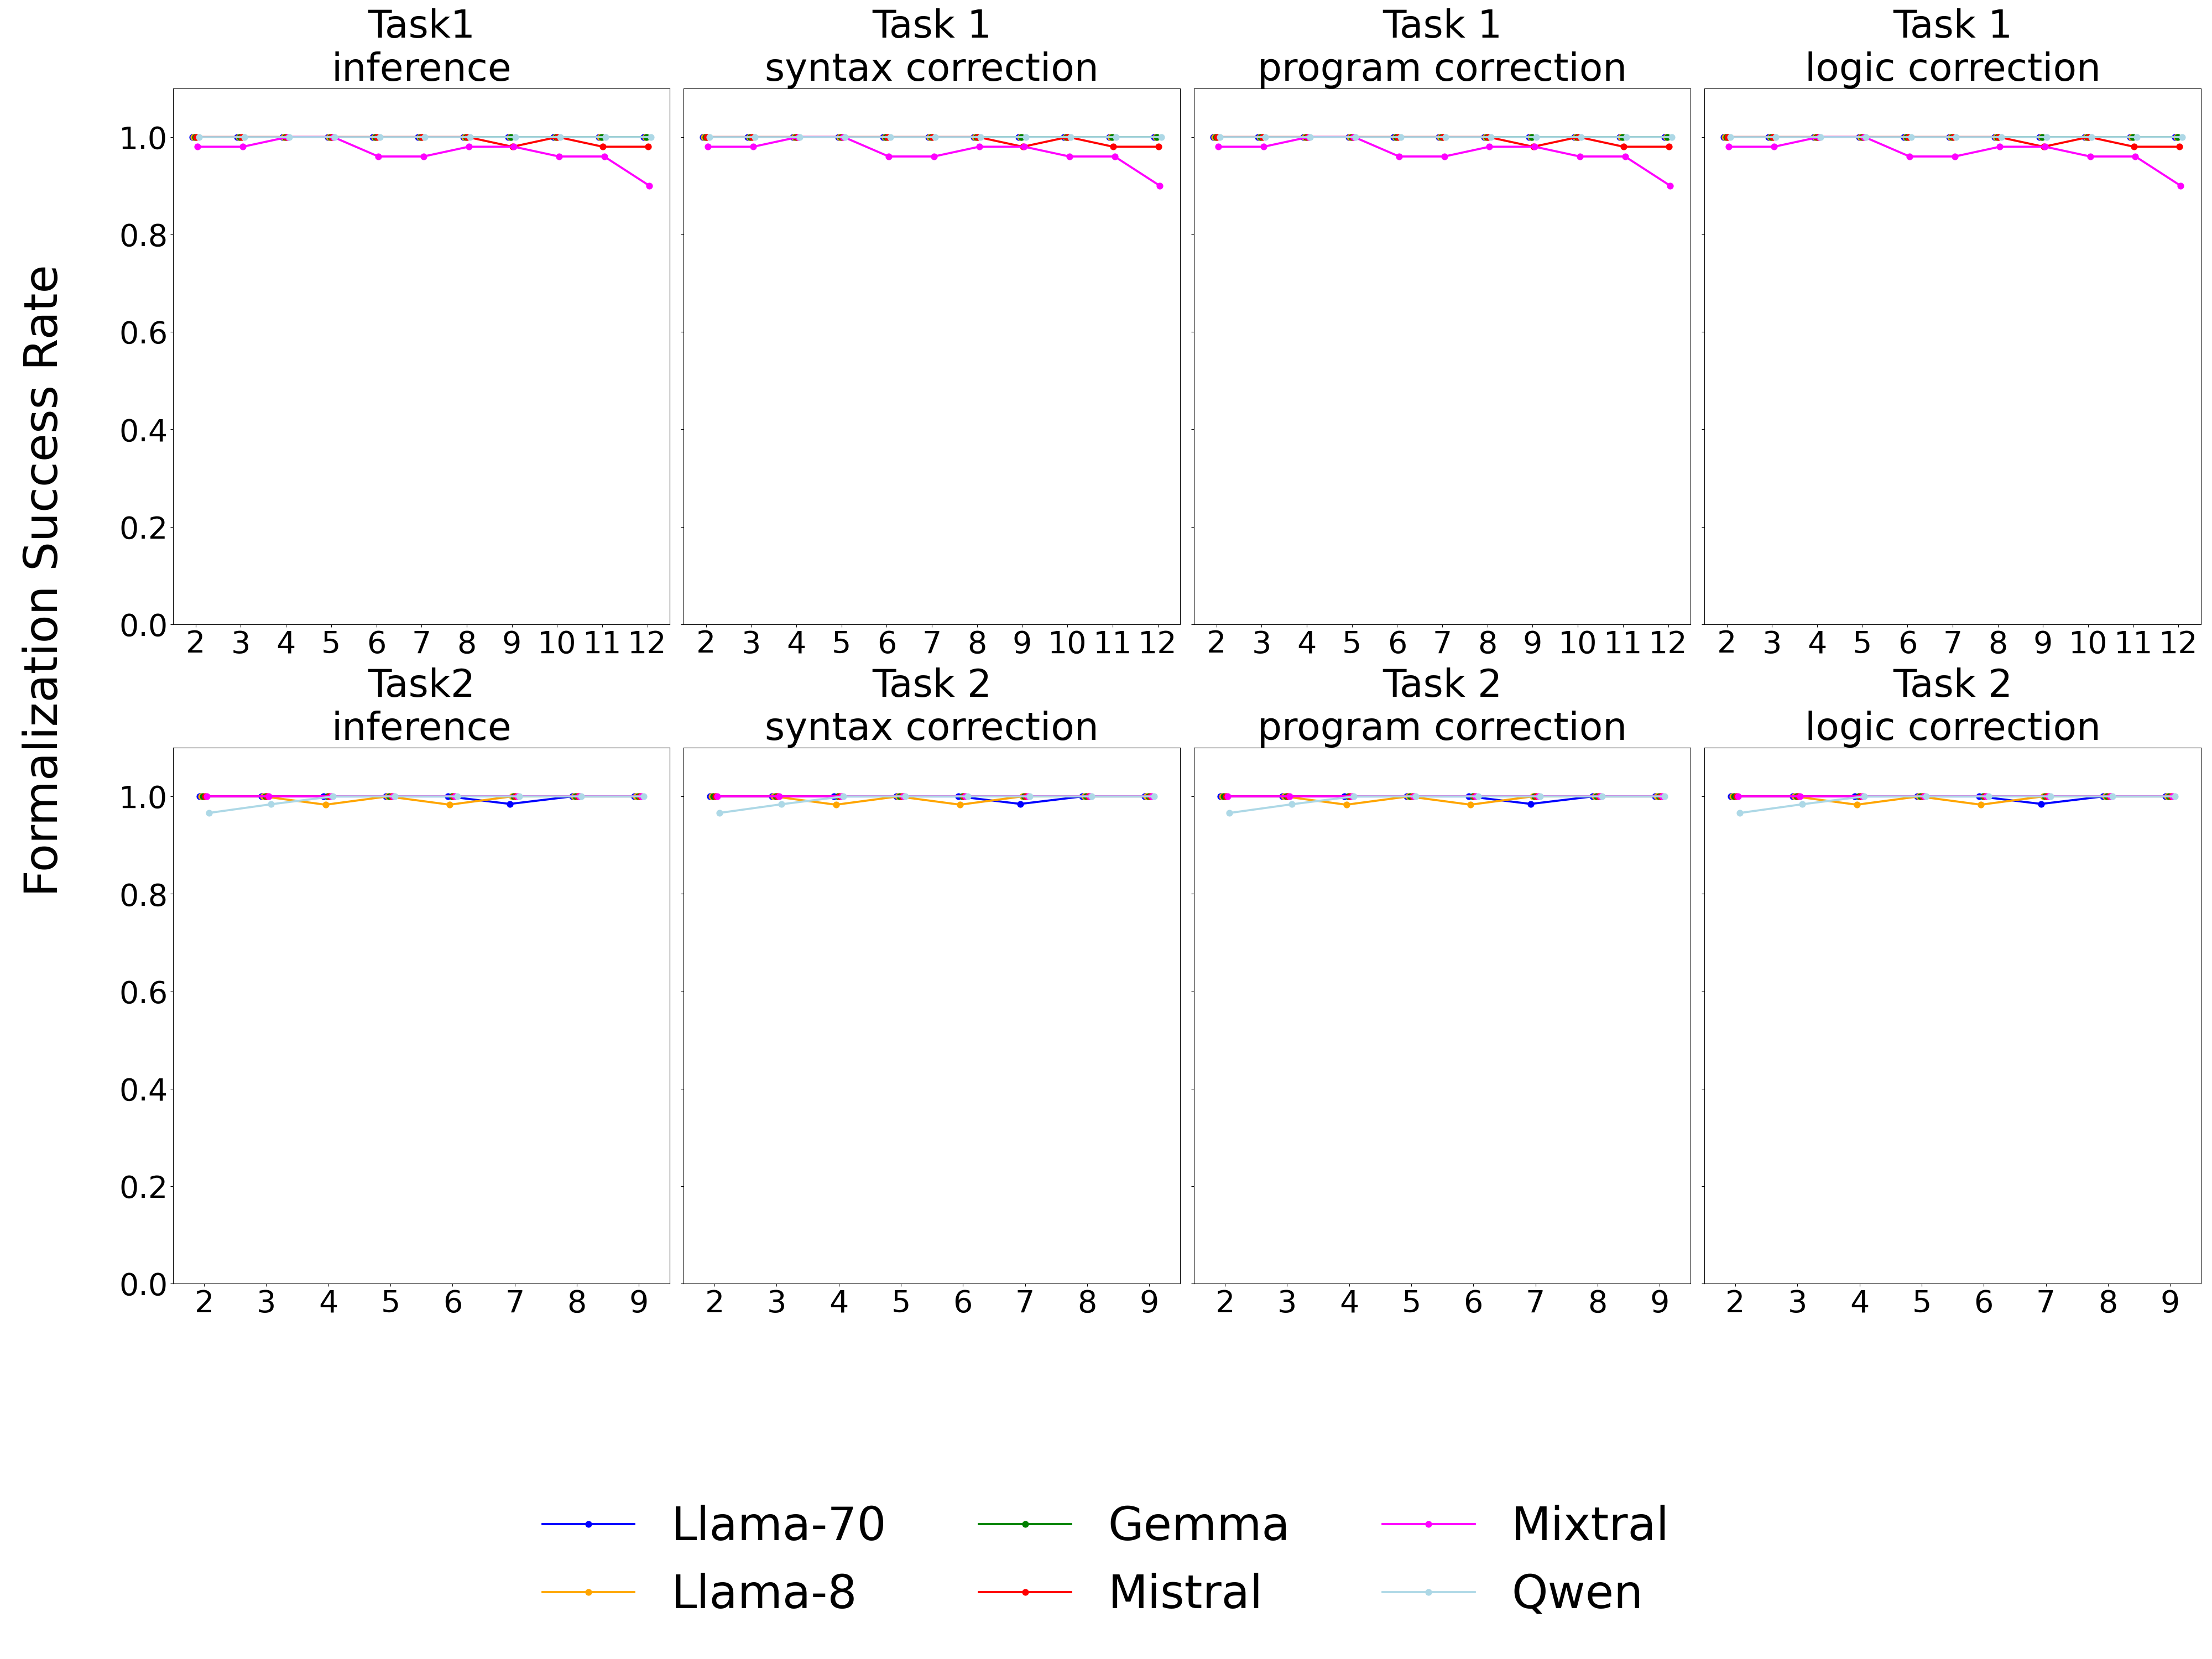 Task1
inference
Task 1
syntax correction
Task 1
program correction
Task 1
logic correction
Formalization Success Rate
1.0
0.8
0.6
0.4
0.2
0.0
2 3 4 5 6 7 8 9 10 11 12
2 3 4 5 6 7 8 9 10 11 12
2 3 4 5 6 7 8 9 10 11 12
2 3 4 5 6 7 8 9 10 11 12
Task2
inference
Task 2
syntax correction
Task 2
program correction
Task 2
logic correction
1.0
0.8
0.6
0.4
0.2
0.0
2 3 4 5 6 7 8 9
2 3 4 5 6 7 8 9
2 3 4 5 6 7 8 9
2 3 4 5 6 7 8 9
Llama-70
Llama-8
Gemma
Mistral
Mixtral
Qwen